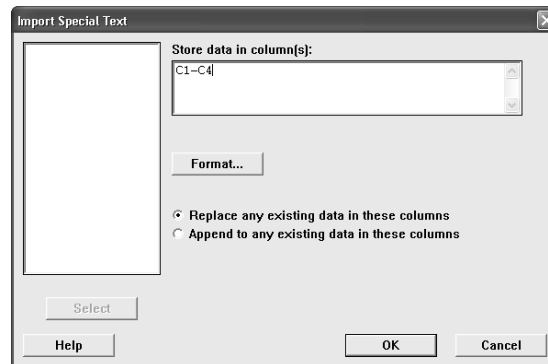 Import Special Text
Store data in column(s):
C1-C4
Format...
Replace any existing data in these columns
Append to any existing data in these columns
Select
Help
OK
Cancel